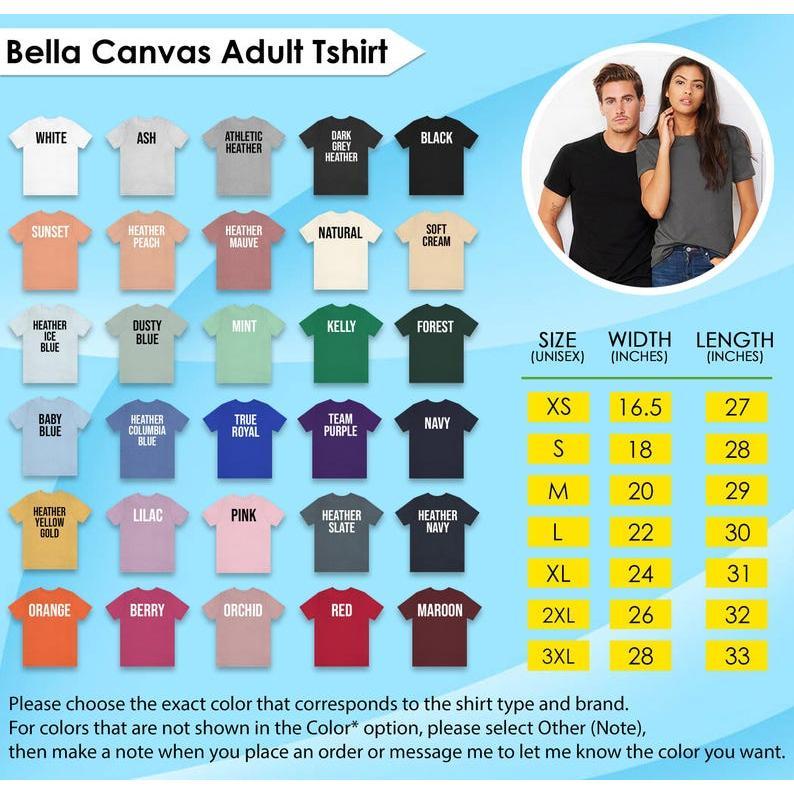 Bella Canvas Adult Tshirt
WHITE
ASH
ATHLETIC
HEATHER
DARK
GREY
HEATHER
BLACK
SUNSET
HEATHER
PEACH
HEATHER
MAUVE
NATURAL
SOFT
CREAM
HEATHER
ICE
BLUE
DUSTY
BLUE
MINT
KELLY
FOREST
BABY
BLUE
HEATHER
COLUMBIA
BLUE
TRUE
ROYAL
TEAM
PURPLE
NAVY
HEATHER
YELLOW
GOLD
LILAC
PINK
HEATHER
SLATE
HEATHER
NAVY
ORANGE
BERRY
ORCHID
RED
MAROON
SIZE WIDTH LENGTH
(UNISEX) (INCHES) (INCHES)
XS 16.5 27
S 18 28
M 20 29
L 22 30
XL 24 31
2XL 26 32
3XL 28 33
Please choose the exact color that corresponds to the shirt type and brand.
For colors that are not shown in the Color* option, please select Other (Note),
then make a note when you place an order or message me to let me know the color you want.